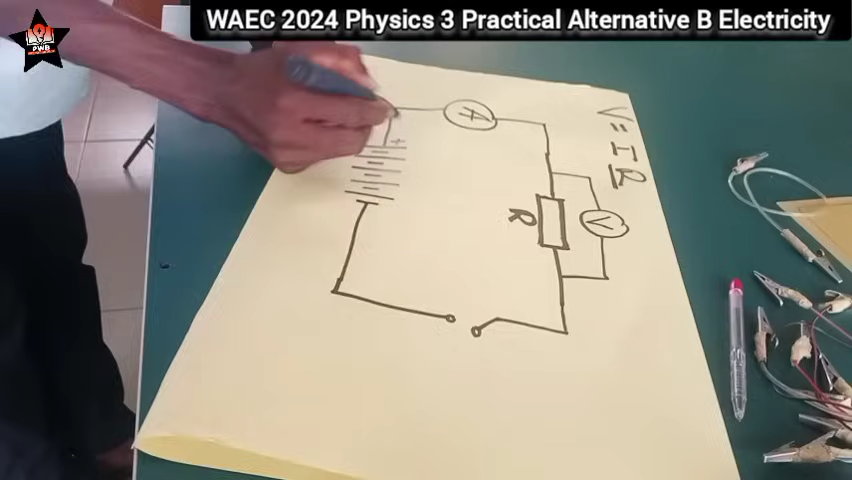 WAEC 2024 Physics 3 Practical Alternative B Electricity
PWB
A
+
V = IR
R
V